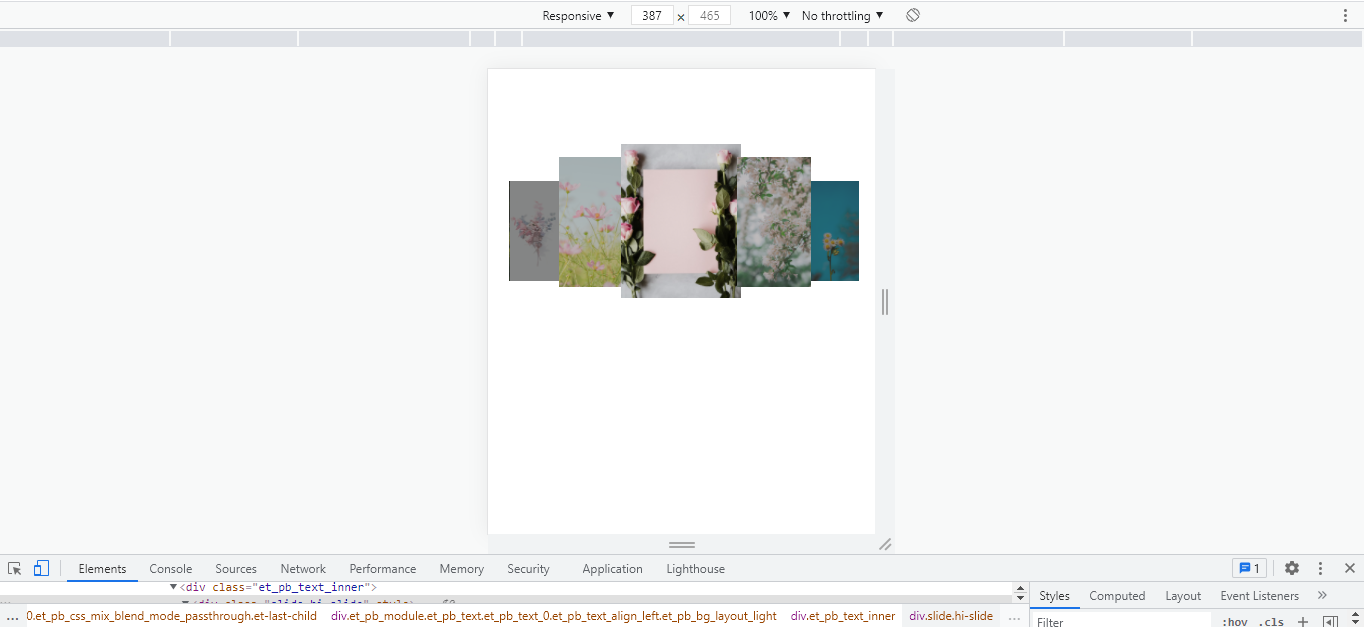 Responsive ▼ 387 × 465 100% ▼ No throttling ▼
Elements Console Sources Network Performance Memory Security Application Lighthouse 1
▼<div class="et_pb_text_inner">
Styles Computed Layout Event Listeners »
... 0.et_pb_css_mix_blend_mode_passthrough.et-last-child div.et_pb_module.et_pb_text.et_pb_text_0.et_pb_text_align_left.et_pb_bg_layout_light div.et_pb_text_inner div.slide.hi-slide ...
Filter :hov .cls +